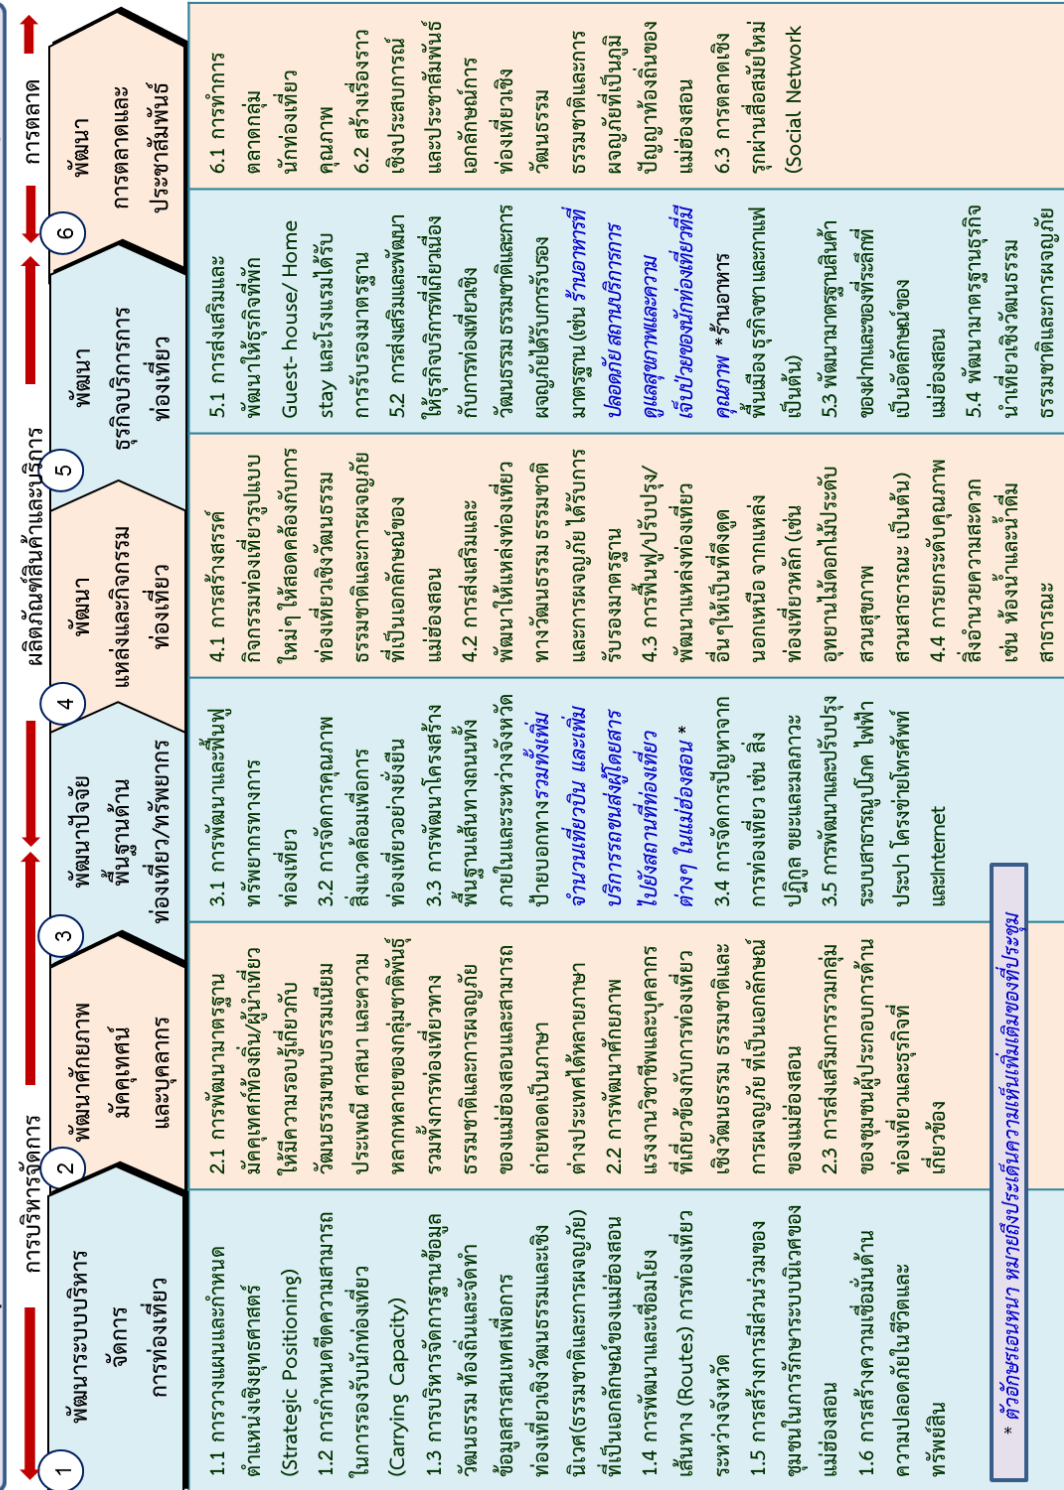 การบริหารจัดการ
ผลิตภัณฑ์สินค้าและบริการ
การตลาด
1
พัฒนาระบบบริหาร
จัดการ
การท่องเที่ยว
1.1 การวางแผนและกำหนด
ตำแหน่งเชิงยุทธศาสตร์
(Strategic Positioning)
1.2 การกำหนดขีดความสามารถ
ในการรองรับนักท่องเที่ยว
(Carrying Capacity)
1.3 การบริหารจัดการฐานข้อมูล
วัฒนธรรม ท้องถิ่นและจัดทำ
ข้อมูลสารสนเทศเพื่อการ
ท่องเที่ยวเชิงวัฒนธรรมและเชิง
นิเวศ(ธรรมชาติและการผจญภัย)
ที่เป็นเอกลักษณ์ของแม่ฮ่องสอน
1.4 การพัฒนาและเชื่อมโยง
เส้นทาง (Routes) การท่องเที่ยว
ระหว่างจังหวัด
1.5 การสร้างการมีส่วนร่วมของ
ชุมชนในการรักษาระบบนิเวศของ
แม่ฮ่องสอน
1.6 การสร้างความเชื่อมั่นด้าน
ความปลอดภัยในชีวิตและ
ทรัพย์สิน
2
พัฒนาศักยภาพ
มัคคุเทศน์
และบุคลากร
2.1 การพัฒนามาตรฐาน
มัคคุเทศก์ท้องถิ่น/ผู้นำเที่ยว
ให้มีความรอบรู้เกี่ยวกับ
วัฒนธรรมขนบธรรมเนียม
ประเพณี ศาสนา และความ
หลากหลายของกลุ่มชาติพันธุ์
รวมทั้งการท่องเที่ยวทาง
ธรรมชาติและการผจญภัย
ของแม่ฮ่องสอนและสามารถ
ถ่ายทอดเป็นภาษา
ต่างประเทศได้หลายภาษา
2.2 การพัฒนาศักยภาพ
แรงงานวิชาชีพและบุคลากร
ที่เกี่ยวข้องกับการท่องเที่ยว
เชิงวัฒนธรรม ธรรมชาติและ
การผจญภัย ที่เป็นเอกลักษณ์
ของแม่ฮ่องสอน
2.3 การส่งเสริมการรวมกลุ่ม
ของชุมชนผู้ประกอบการด้าน
ท่องเที่ยวและธุรกิจที่
เกี่ยวข้อง
3
พัฒนาปัจจัย
พื้นฐานด้าน
ท่องเที่ยว/ทรัพยากร
3.1 การพัฒนาและฟื้นฟู
ทรัพยากรทางการ
ท่องเที่ยว
3.2 การจัดการคุณภาพ
สิ่งแวดล้อมเพื่อการ
ท่องเที่ยวอย่างยั่งยืน
3.3 การพัฒนาโครงสร้าง
พื้นฐานเส้นทางถนนทั้ง
ภายในและระหว่างจังหวัด
ป้ายบอกทางรวมทั้งเพิ่ม
จำนวนเที่ยวบิน และเพิ่ม
บริการรถขนส่งผู้โดยสาร
ไปยังสถานที่ท่องเที่ยว
ต่างๆ ในแม่ฮ่องสอน *
3.4 การจัดการปัญหาจาก
การท่องเที่ยว เช่น สิ่ง
ปฏิกูล ขยะและมลภาวะ
3.5 การพัฒนาและปรับปรุง
ระบบสาธารณูปโภค ไฟฟ้า
ประปา โครงข่ายโทรศัพท์
และInternet
4
พัฒนา
แหล่งและกิจกรรม
ท่องเที่ยว
4.1 การสร้างสรรค์
กิจกรรมท่องเที่ยวรูปแบบ
ใหม่ๆ ให้สอดคล้องกับการ
ท่องเที่ยวเชิงวัฒนธรรม
ธรรมชาติและการผจญภัย
ที่เป็นเอกลักษณ์ของ
แม่ฮ่องสอน
4.2 การส่งเสริมและ
พัฒนาให้แหล่งท่องเที่ยว
ทางวัฒนธรรม ธรรมชาติ
และการผจญภัย ได้รับการ
รับรองมาตรฐาน
4.3 การฟื้นฟู/ปรับปรุง/
พัฒนาแหล่งท่องเที่ยว
อื่นๆให้เป็นที่ดึงดูด
นอกเหนือ จากแหล่ง
ท่องเที่ยวหลัก (เช่น
อุทยานไม้ดอกไม้ประดับ
สวนสุขภาพ
สวนสาธารณะ เป็นต้น)
4.4 การยกระดับคุณภาพ
สิ่งอำนวยความสะดวก
เช่น ห้องน้ำและน้ำดื่ม
สาธารณะ
5
พัฒนา
ธุรกิจบริการการ
ท่องเที่ยว
5.1 การส่งเสริมและ
พัฒนาให้ธุรกิจที่พัก
Guest- house/ Home
stay และโรงแรมได้รับ
การรับรองมาตรฐาน
5.2 การส่งเสริมและพัฒนา
ให้ธุรกิจบริการที่เกี่ยวเนื่อง
กับการท่องเที่ยวเชิง
วัฒนธรรม ธรรมชาติและการ
ผจญภัยได้รับการรับรอง
มาตรฐาน (เช่น ร้านอาหารที่
ปลอดภัย สถานบริการการ
ดูแลสุขภาพและความ
เจ็บป่วยของนักท่องเที่ยวที่มี
คุณภาพ *ร้านอาหาร
พื้นเมือง ธุรกิจชา และกาแฟ
เป็นต้น)
5.3 พัฒนามาตรฐานสินค้า
ของฝากและของที่ระลึกที่
เป็นอัตลักษณ์ของ
แม่ฮ่องสอน
5.4 พัฒนามาตรฐานธุรกิจ
นำเที่ยวเชิงวัฒนธรรม
ธรรมชาติและการผจญภัย
6
พัฒนา
การตลาดและ
ประชาสัมพันธ์
6.1 การทำการ
ตลาดกลุ่ม
นักท่องเที่ยว
คุณภาพ
6.2 สร้างเรื่องราว
เชิงประสบการณ์
และประชาสัมพันธ์
เอกลักษณ์การ
ท่องเที่ยวเชิง
วัฒนธรรม
ธรรมชาติและการ
ผจญภัยที่เป็นภูมิ
ปัญญาท้องถิ่นของ
แม่ฮ่องสอน
6.3 การตลาดเชิง
รุกผ่านสื่อสมัยใหม่
(Social Network
* ตัวอักษรเอนหนา หมายถึงประเด็นความเห็นเพิ่มเติมของที่ประชุม